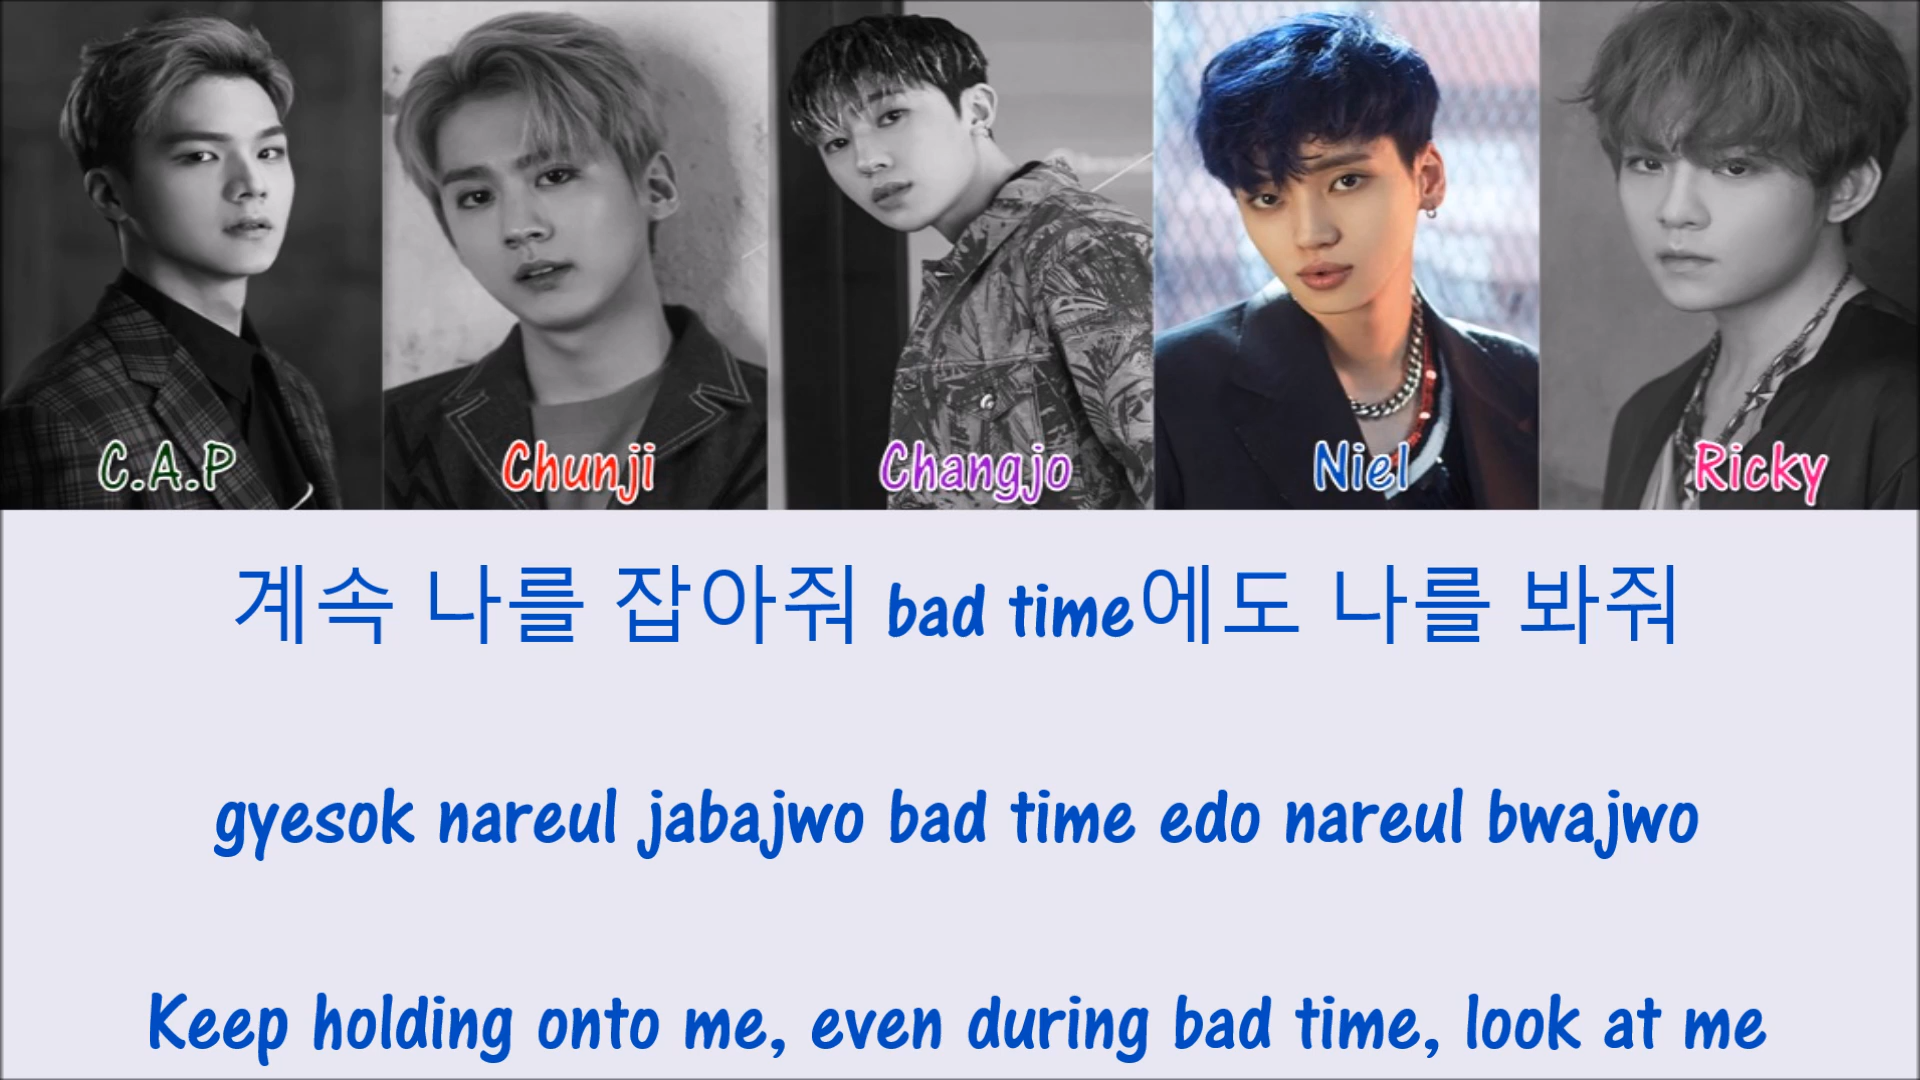 C.A.P Chunji Changjo Niel Ricky
계속 나를 잡아줘 bad time에도 나를 봐줘
gyesok nareul jabajwo bad time edo nareul bwajwo
Keep holding onto me, even during bad time, look at me